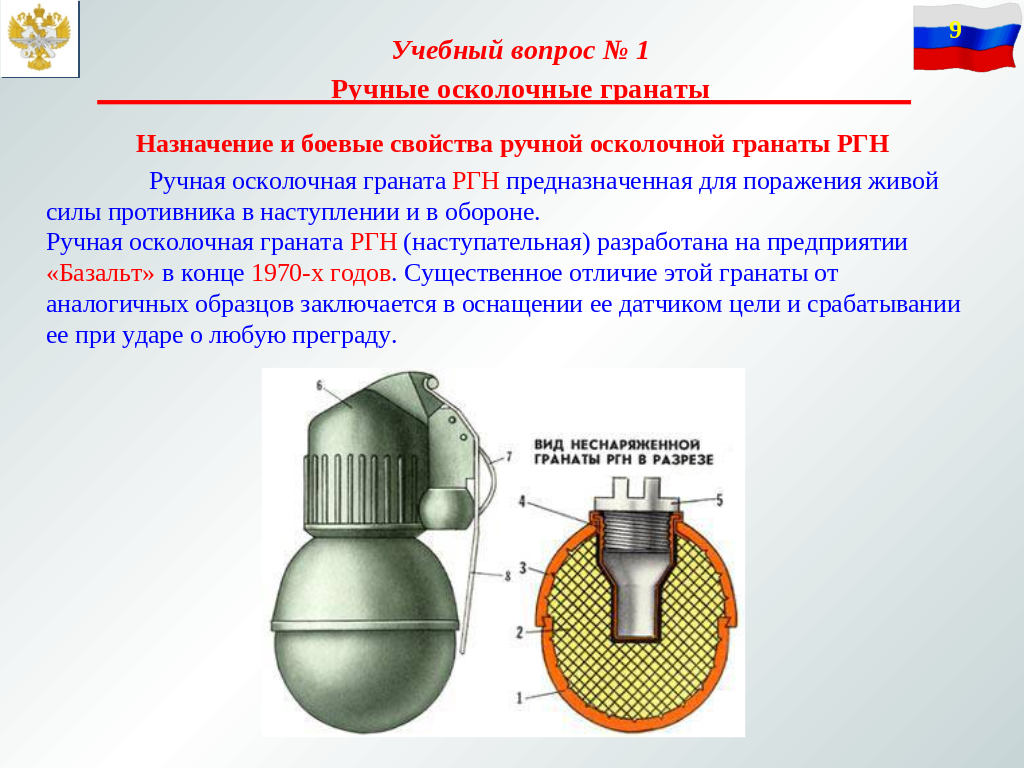 9
Учебный вопрос № 1
Ручные осколочные гранаты
Назначение и боевые свойства ручной осколочной гранаты РГН
Ручная осколочная граната РГН предназначенная для поражения живой
силы противника в наступлении и в обороне.
Ручная осколочная граната РГН (наступательная) разработана на предприятии
«Базальт» в конце 1970-х годов. Существенное отличие этой гранаты от
аналогичных образцов заключается в оснащении ее датчиком цели и срабатывании
ее при ударе о любую преграду.
6
ВИД НЕСНАРЯЖЕННОЙ
ГРАНАТЫ РГН В РАЗРЕЗЕ
7
4
5
3
8
2
1